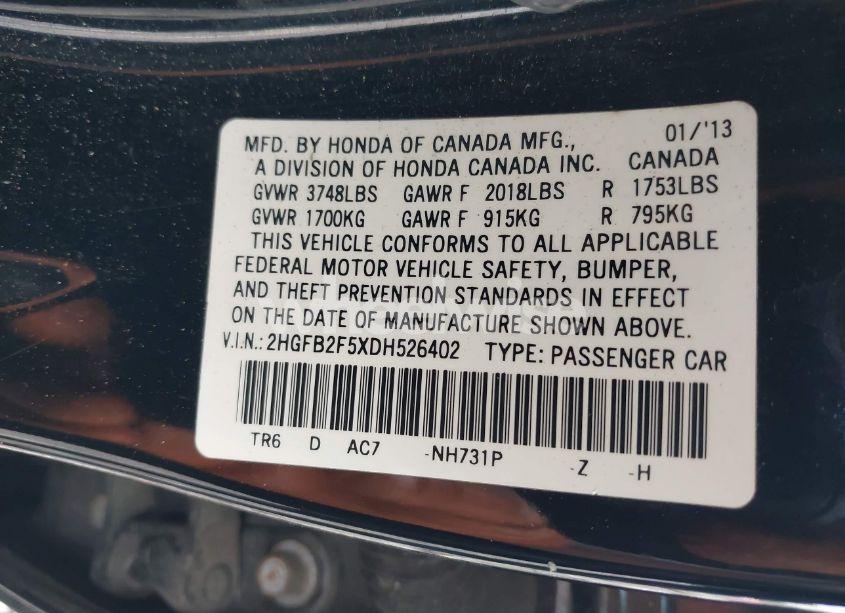 MFD. BY HONDA OF CANADA MFG., 01/'13
A DIVISION OF HONDA CANADA INC. CANADA
GVWR 3748LBS GAWR F 2018LBS R 1753LBS
GVWR 1700KG GAWR F 915KG R 795KG
THIS VEHICLE CONFORMS TO ALL APPLICABLE
FEDERAL MOTOR VEHICLE SAFETY, BUMPER,
AND THEFT PREVENTION STANDARDS IN EFFECT
ON THE DATE OF MANUFACTURE SHOWN ABOVE.
V.I.N.: 2HGFB2F5XDH526402 TYPE: PASSENGER CAR
TR6 D AC7 -NH731P -Z -H